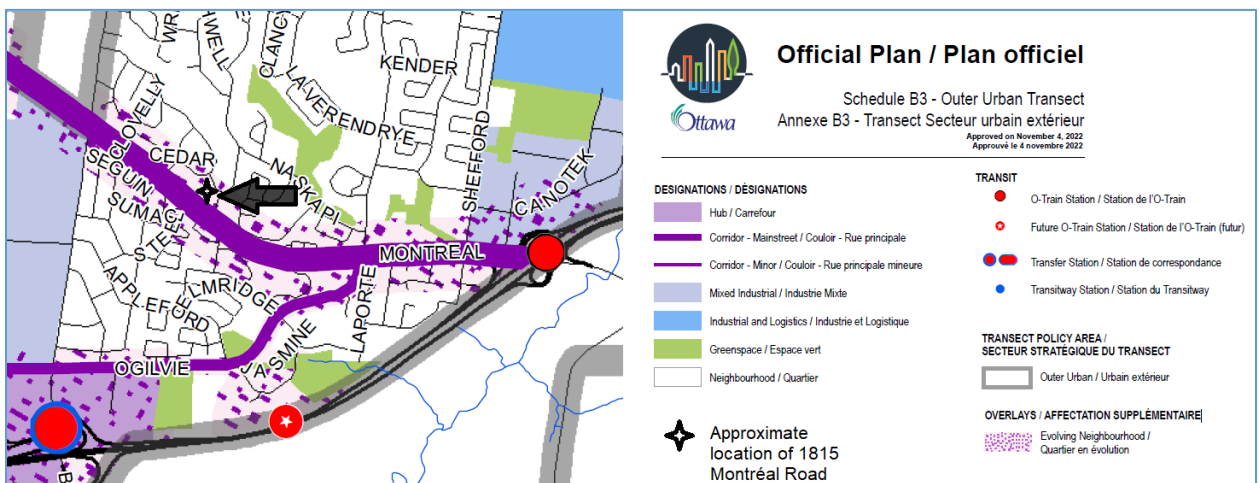 WR
HWELL
CLANCY
KENDER
LA VERENDRYE
CLOVELLY
CEDAR
NASKAPI
SHEFFORD
CANOTEK
SEGUIN
SUMAC
STEE
MONTREAL
APPLEFORD
ELMRIDGE
LAPORTE
JASMINE
OGILVIE
B
Ottawa
Official Plan / Plan officiel
Schedule B3 - Outer Urban Transect
Annexe B3 - Transect Secteur urbain extérieur
Approved on November 4, 2022
Approuvé le 4 novembre 2022
DESIGNATIONS / DÉSIGNATIONS
Hub / Carrefour
Corridor - Mainstreet / Couloir - Rue principale
Corridor - Minor / Couloir - Rue principale mineure
Mixed Industrial / Industrie Mixte
Industrial and Logistics / Industrie et Logistique
Greenspace / Espace vert
Neighbourhood / Quartier
Approximate
location of 1815
Montréal Road
TRANSIT
O-Train Station / Station de l'O-Train
Future O-Train Station / Station de l'O-Train (futur)
Transfer Station / Station de correspondance
Transitway Station / Station du Transitway
TRANSECT POLICY AREA /
SECTEUR STRATÉGIQUE DU TRANSECT
Outer Urban / Urbain extérieur
OVERLAYS / AFFECTATION SUPPLÉMENTAIRE
Evolving Neighbourhood /
Quartier en évolution